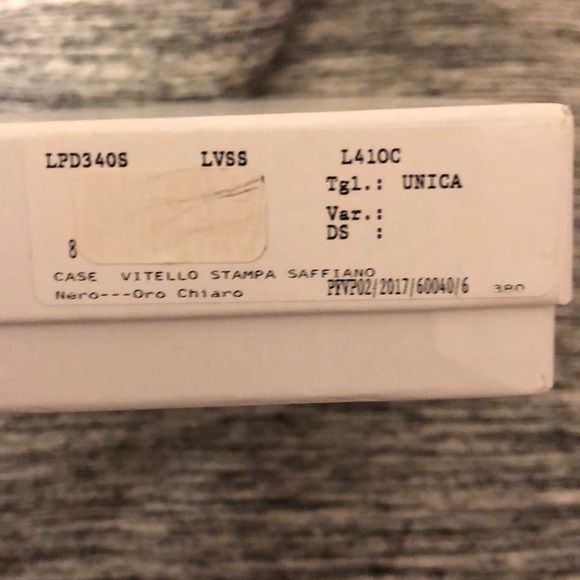 LPD340S LVSS L410C
Tgl.: UNICA
Var.:
DS :
8
CASE VITELLO STAMPA SAFFIANO
Nero---Oro Chiaro PFVP02/2017/60040/6 380